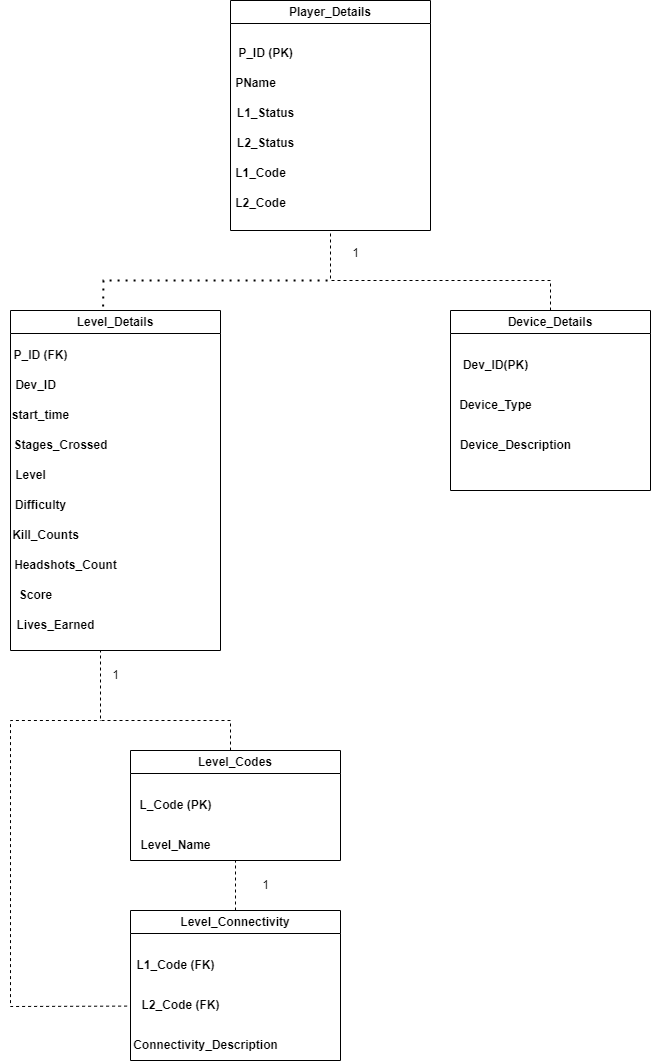 Player_Details
P_ID (PK)
PName
L1_Status
L2_Status
L1_Code
L2_Code
1
Level_Details
P_ID (FK)
Dev_ID
start_time
Stages_Crossed
Level
Difficulty
Kill_Counts
Headshots_Count
Score
Lives_Earned
Device_Details
Dev_ID(PK)
Device_Type
Device_Description
1
Level_Codes
L_Code (PK)
Level_Name
1
Level_Connectivity
L1_Code (FK)
L2_Code (FK)
Connectivity_Description